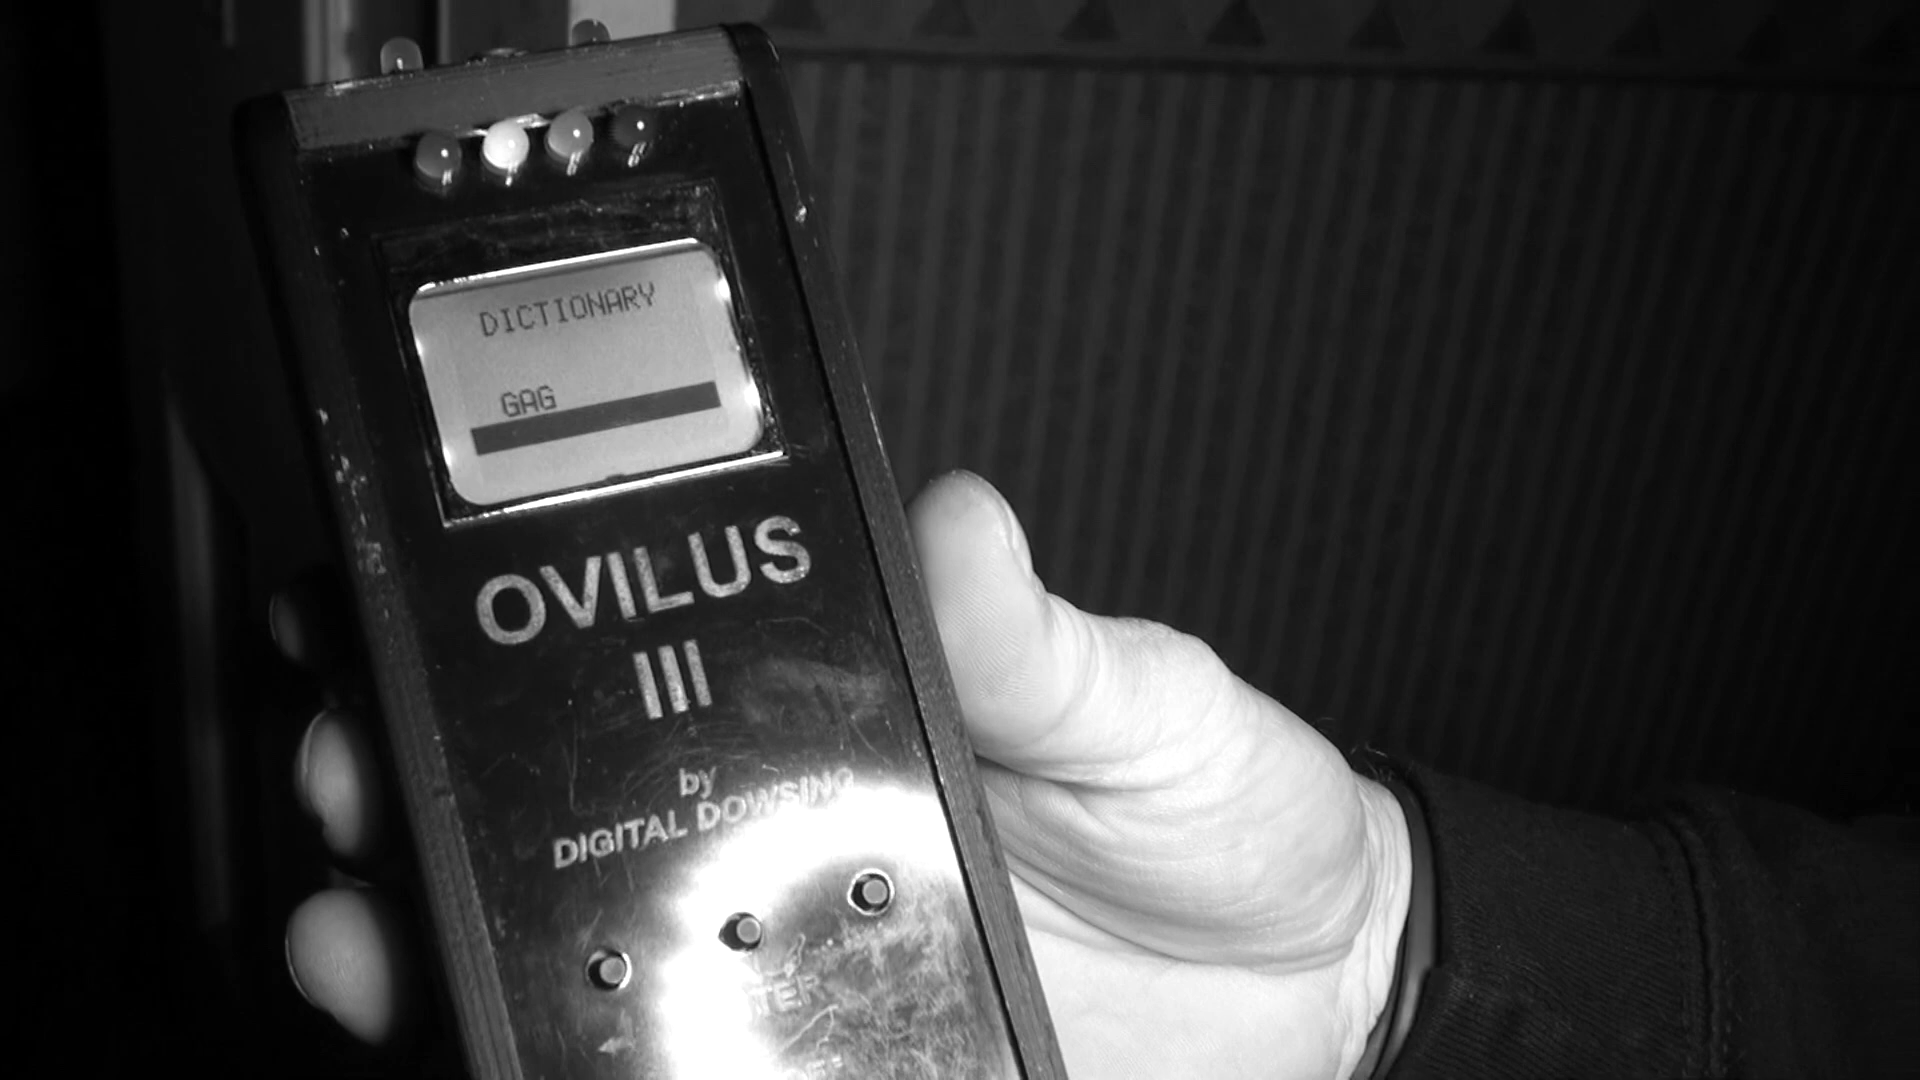 DICTIONARY
GAG
OVILUS
III
by
DIGITAL DOWSING